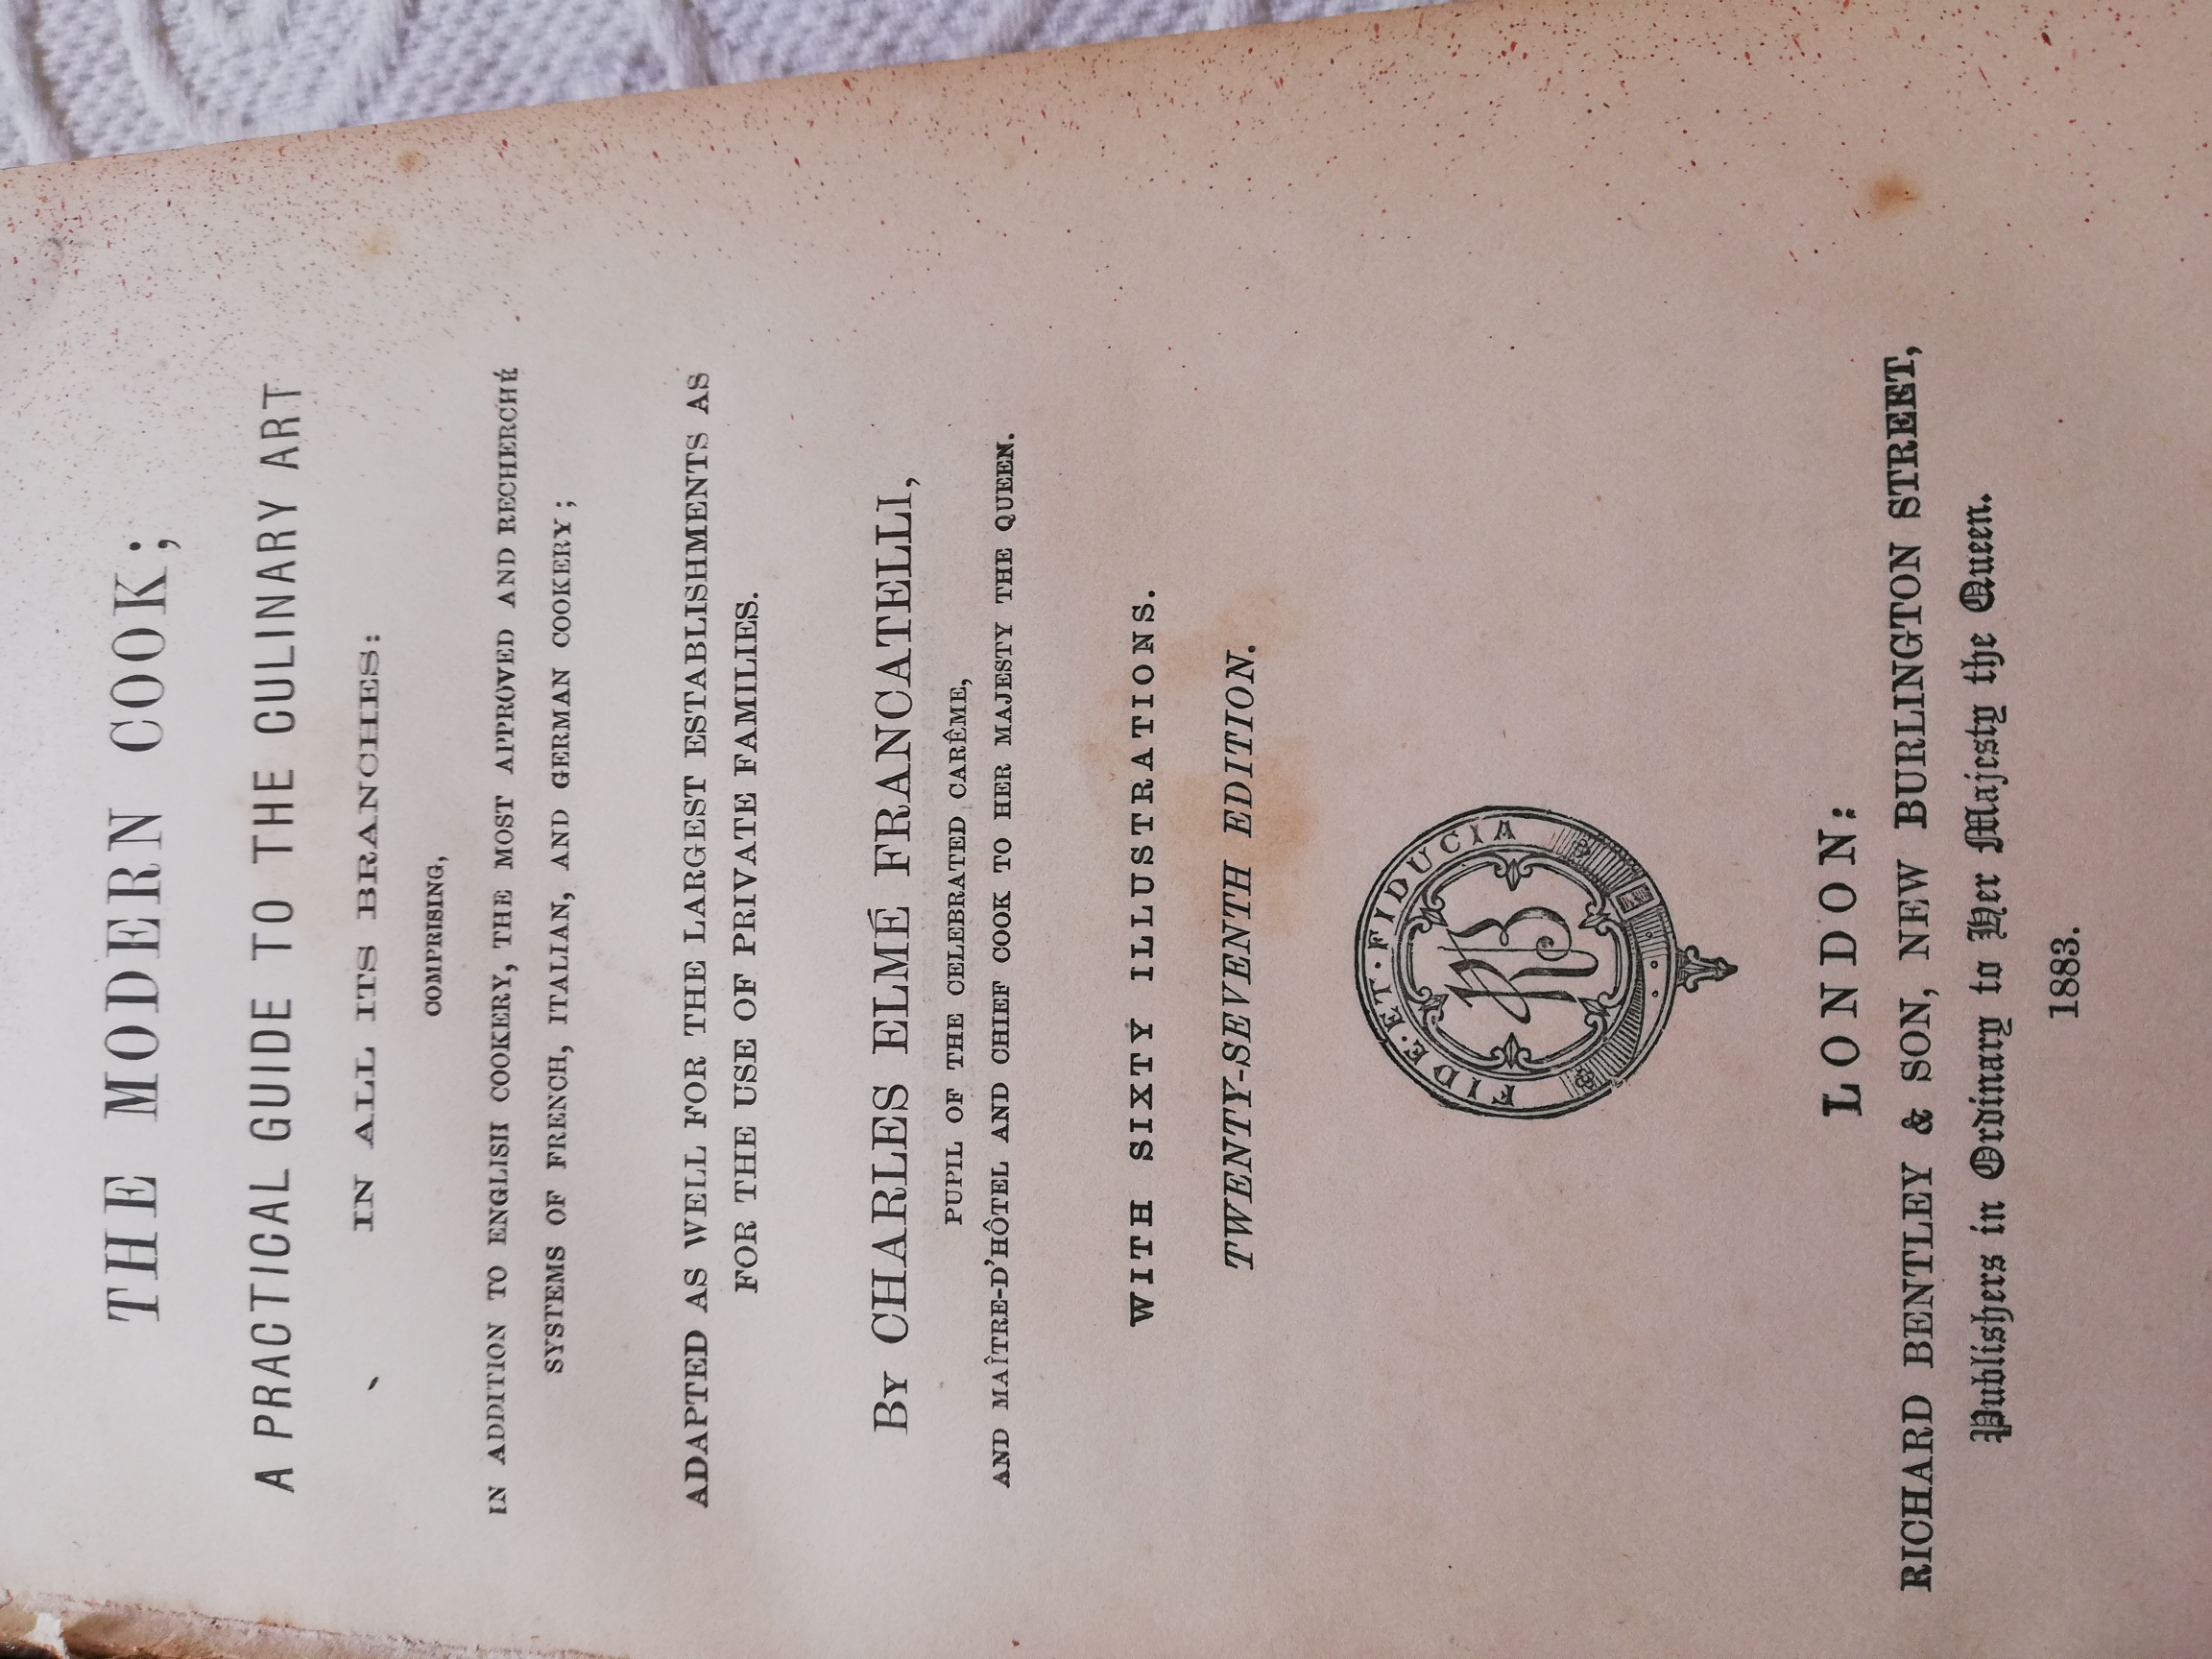 THE MODERN COOK;
A PRACTICAL GUIDE TO THE CULINARY ART
IN ALL ITS BRANCHES:
COMPRISING,
IN ADDITION TO ENGLISH COOKERY, THE MOST APPROVED AND RECHERCHÉ
SYSTEMS OF FRENCH, ITALIAN, AND GERMAN COOKERY;
ADAPTED AS WELL FOR THE LARGEST ESTABLISHMENTS AS
FOR THE USE OF PRIVATE FAMILIES.
BY CHARLES ELMÉ FRANCATELLI,
PUPIL OF THE CELEBRATED CARÊME,
AND MAÎTRE-D'HÔTEL AND CHIEF COOK TO HER MAJESTY THE QUEEN.
WITH SIXTY ILLUSTRATIONS.
TWENTY-SEVENTH EDITION.
FIDE·ET·FIDUCIA
RB
LONDON:
RICHARD BENTLEY & SON, NEW BURLINGTON STREET,
Publishers in Ordinary to Her Majesty the Queen.
1883.